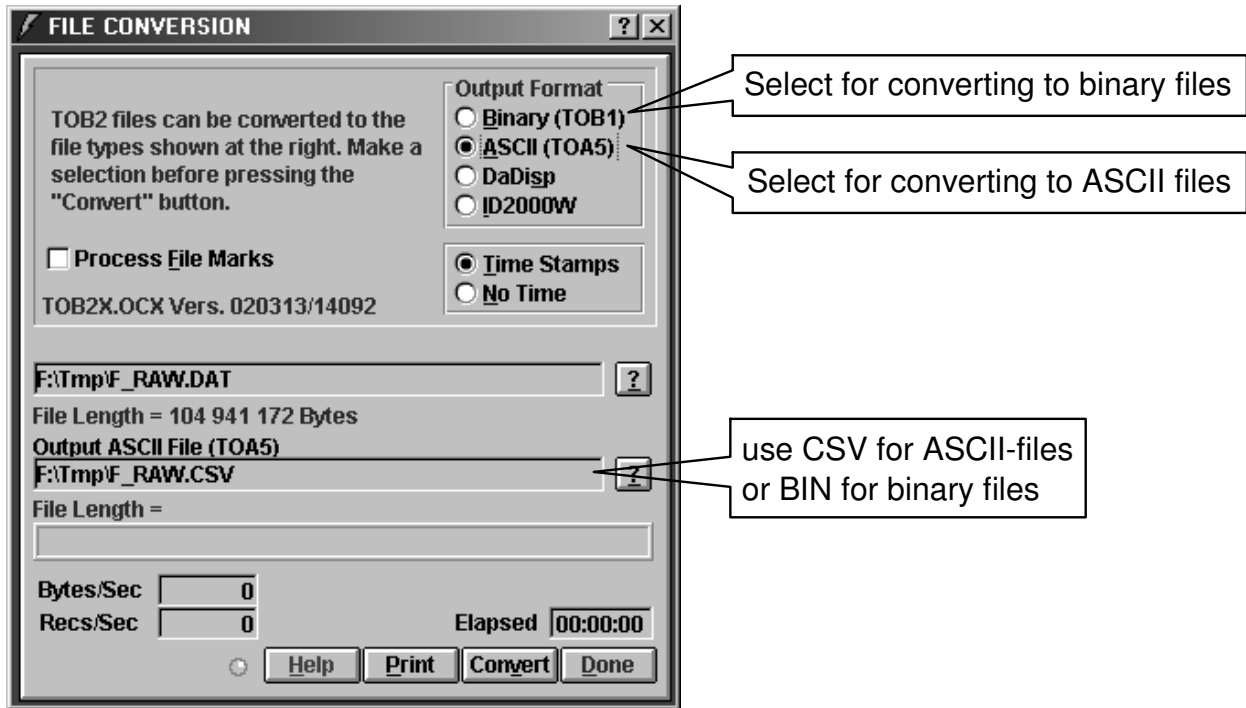 FILE CONVERSION
? ×
TOB2 files can be converted to the
file types shown at the right. Make a
selection before pressing the
"Convert" button.
Output Format
Binary (TOB1)
ASCII (TOA5)
DaDisp
ID2000W
Select for converting to binary files
Select for converting to ASCII files
Process File Marks
Time Stamps
No Time
TOB2X.OCX Vers. 020313/14092
F:\Tmp\F_RAW.DAT
?
File Length = 104 941 172 Bytes
Output ASCII File (TOA5)
F:\Tmp\F_RAW.CSV
?
use CSV for ASCII-files
or BIN for binary files
File Length =
Bytes/Sec 0
Recs/Sec 0
Elapsed 00:00:00
Help Print Convert Done